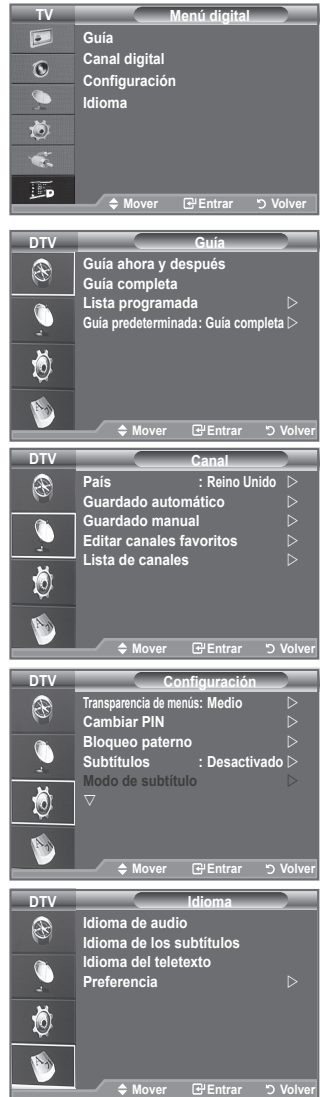 TV Menú digital
Guía
Canal digital
Configuración
Idioma
Mover Entrar Volver
DTV Guía
Guía ahora y después
Guía completa
Lista programada
Guía predeterminada: Guía completa
Mover Entrar Volver
DTV Canal
País : Reino Unido
Guardado automático
Guardado manual
Editar canales favoritos
Lista de canales
Mover Entrar Volver
DTV Configuración
Transparencia de menús: Medio
Cambiar PIN
Bloqueo paterno
Subtítulos : Desactivado
Modo de subtítulo
Mover Entrar Volver
DTV Idioma
Idioma de audio
Idioma de los subtítulos
Idioma del teletexto
Preferencia
Mover Entrar Volver